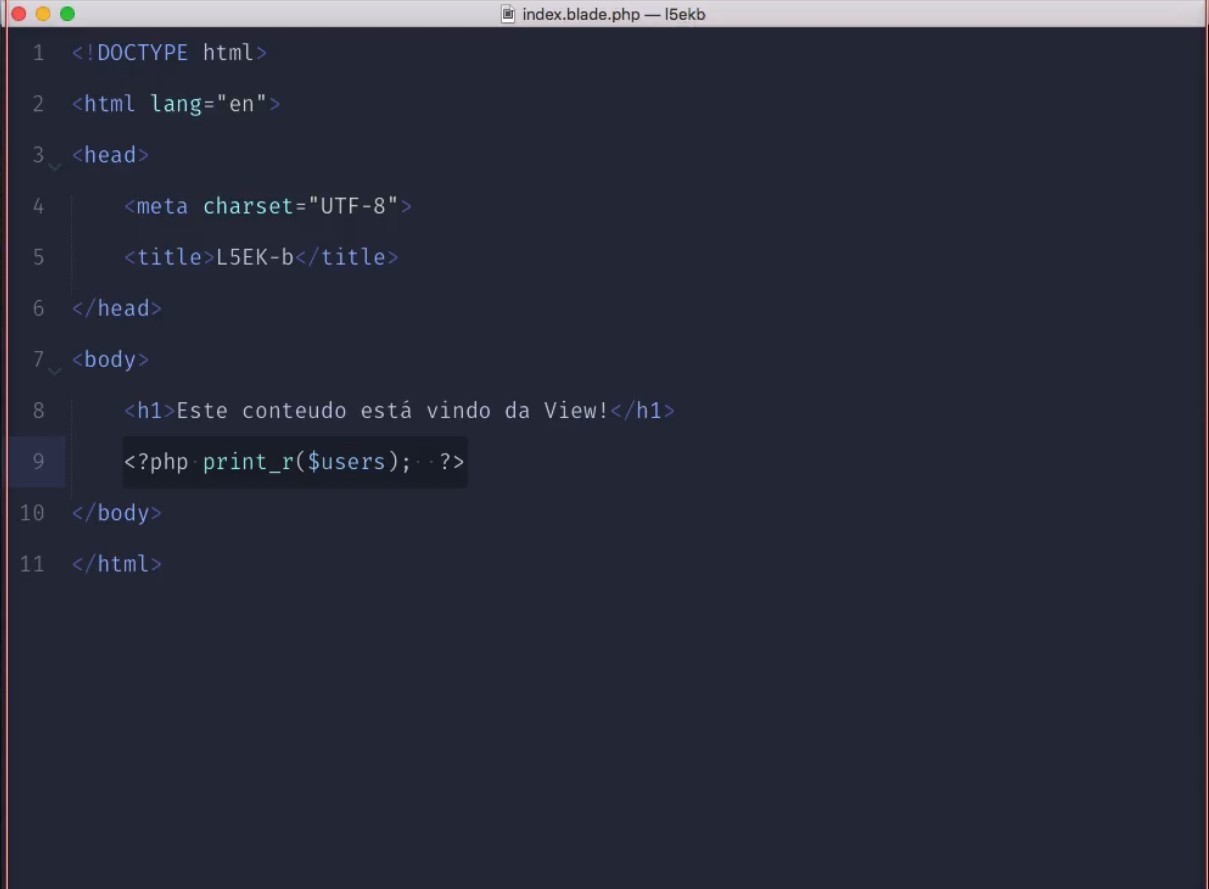 index.blade.php — l5ekb
1 <!DOCTYPE html>
2 <html lang="en">
3 <head>
4 <meta charset="UTF-8">
5 <title>L5EK-b</title>
6 </head>
7 <body>
8 <h1>Este conteudo está vindo da View!</h1>
9 <?php print_r($users);  ?>
10 </body>
11 </html>